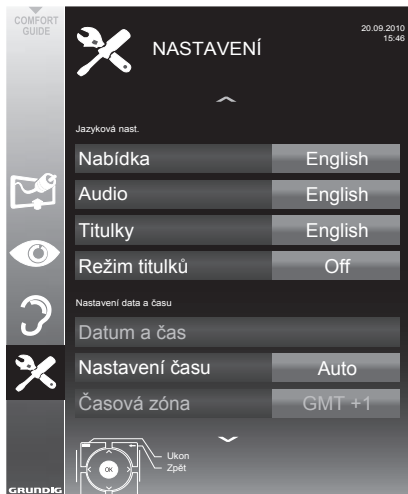 COMFORT
GUIDE
NASTAVENÍ
20.09.2010
15:46
Jazyková nast.
Nabídka English
Audio English
Titulky English
Režim titulků Off
Nastavení data a času
Datum a čas
Nastavení času Auto
Časová zóna GMT +1
OK
Ukon
Zpět
GRUNDIG